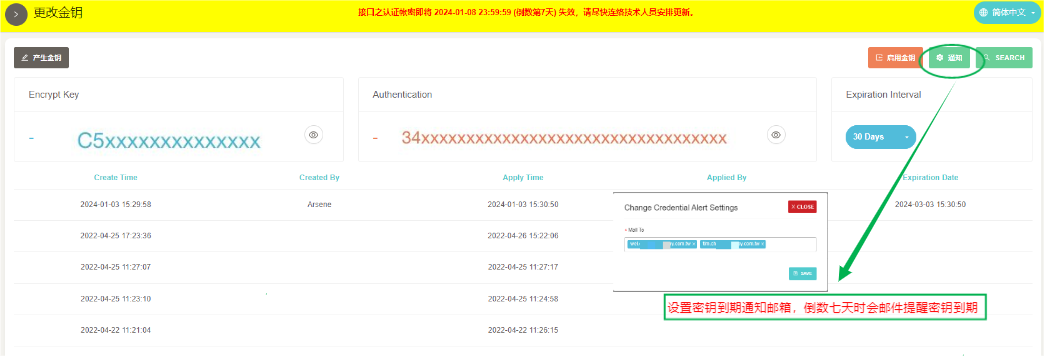 更改金钥
接口之认证帐密即将 2024-01-08 23:59:59 (倒数第7天) 失效，请尽快连络技术人员安排更新。
简体中文
产生金钥
启用金钥
通知
SEARCH
Encrypt Key
Authentication
Expiration Interval
- C5xxxxxxxxxxxxxx
- 34xxxxxxxxxxxxxxxxxxxxxxxxxxxxxxxxxx
30 Days
Create Time Created By Apply Time Applied By Expiration Date
2024-01-03 15:29:58 Arsene 2024-01-03 15:30:50 2024-03-03 15:30:50
Change Credential Alert Settings
× CLOSE
* Mail To
2022-04-25 17:23:36 2022-04-26 15:22:06
2022-04-25 11:27:07 2022-04-25 11:27:17
SAVE
2022-04-25 11:23:10 2022-04-25 11:24:58
设置密钥到期通知邮箱，倒数七天时会邮件提醒密钥到期
2022-04-22 11:21:04 2022-04-22 11:26:15